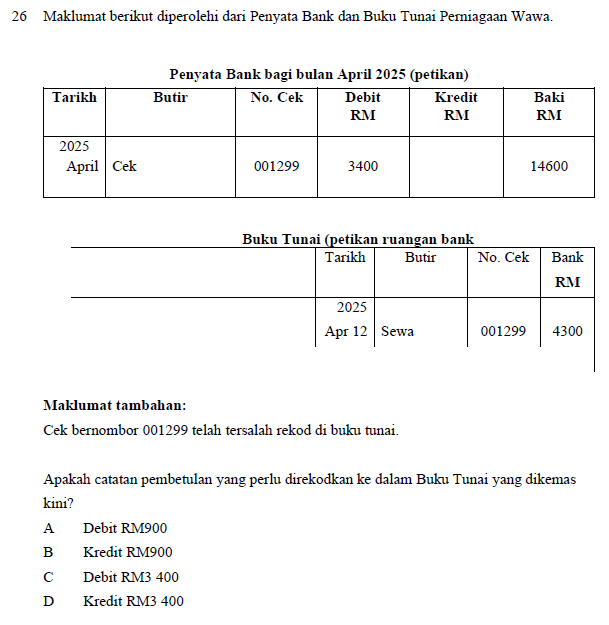 26 Maklumat berikut diperolehi dari Penyata Bank dan Buku Tunai Perniagaan Wawa.
Penyata Bank bagi bulan April 2025 (petikan)
Tarikh Butir No. Cek Debit Kredit Baki
RM RM RM
2025
April Cek 001299 3400 14600
Buku Tunai (petikan ruangan bank
Tarikh Butir No. Cek Bank
RM
2025
Apr 12 Sewa 001299 4300
Maklumat tambahan:
Cek bernombor 001299 telah tersalah rekod di buku tunai.
Apakah catatan pembetulan yang perlu direkodkan ke dalam Buku Tunai yang dikemas
kini?
A Debit RM900
B Kredit RM900
C Debit RM3 400
D Kredit RM3 400